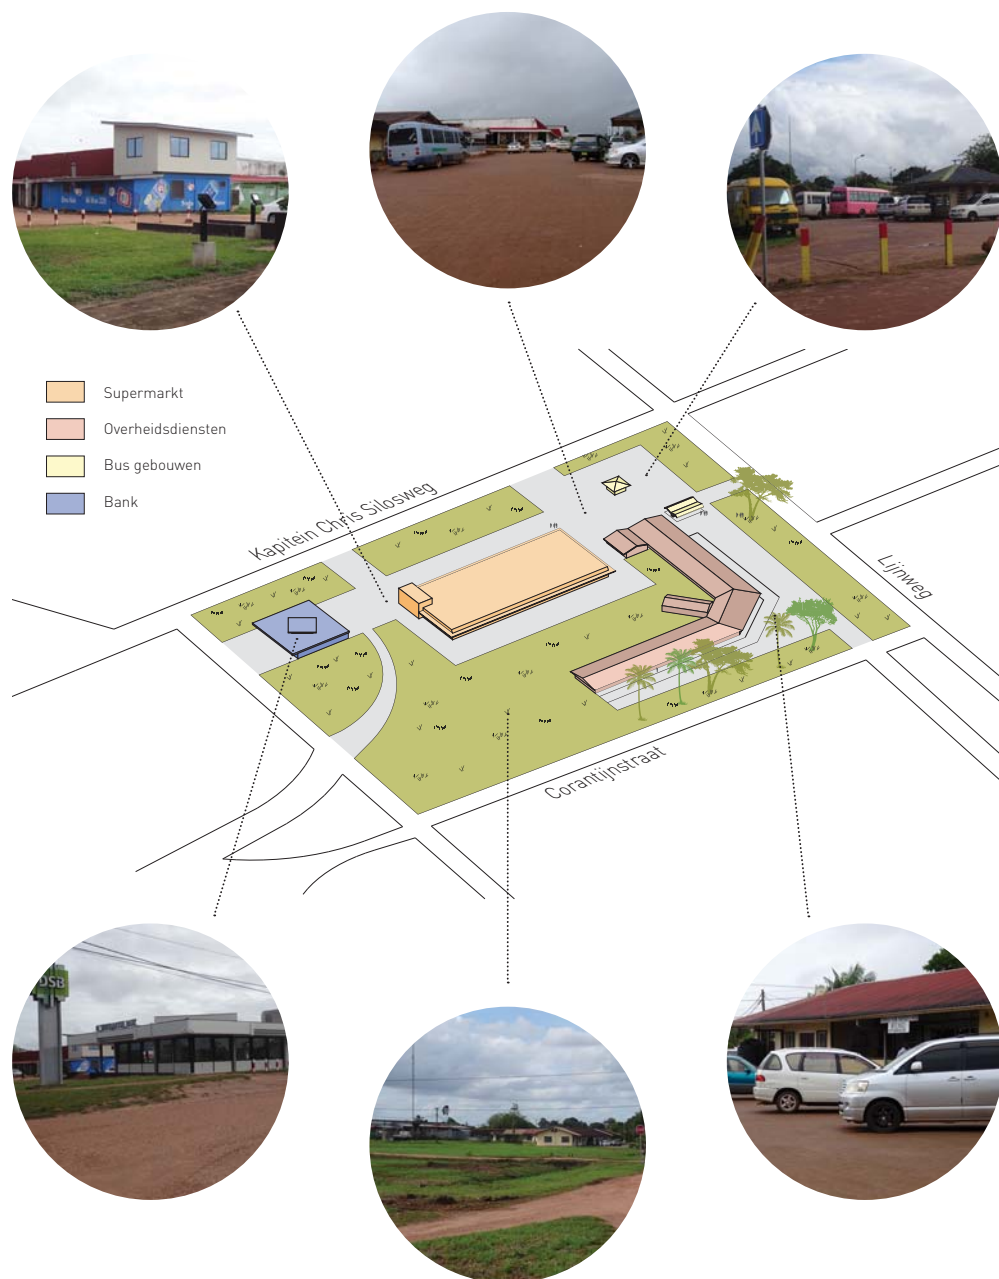 Supermarkt
Overheidsdiensten
Bus gebouwen
Bank
Kapitein Chris Silosweg
Lijnweg
Corantijnstraat
DSB